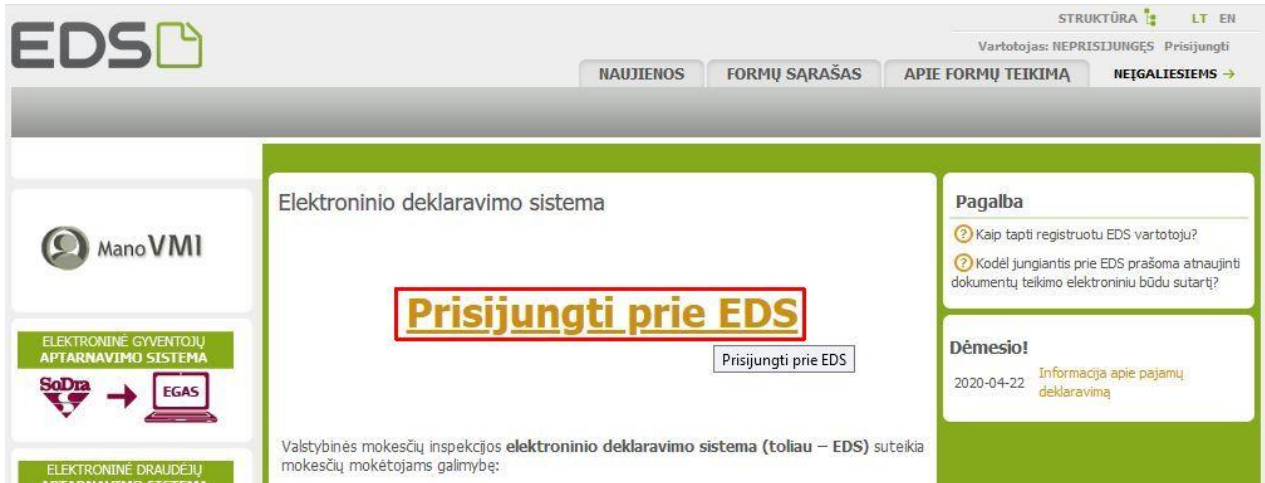 EDS
STRUKTŪRA LT EN
Vartotojas: NEPRISIJUNGĘS Prisijungti
NAUJIENOS FORMŲ SĄRAŠAS APIE FORMŲ TEIKIMĄ NEĮGALIESIEMS →
Mano VMI
ELEKTRONINĖ GYVENTOJŲ
APTARNAVIMO SISTEMA
SoDra → EGAS
ELEKTRONINĖ DRAUDĖJŲ
APTARNAVIMO SISTEMA
Elektroninio deklaravimo sistema
Prisijungti prie EDS
Prisijungti prie EDS
Valstybinės mokesčių inspekcijos elektroninio deklaravimo sistema (toliau – EDS) suteikia
mokesčių mokėtojams galimybę:
Pagalba
? Kaip tapti registruotu EDS vartotoju?
? Kodėl jungiantis prie EDS prašoma atnaujinti
dokumentų teikimo elektroniniu būdu sutartį?
Dėmesio!
2020-04-22 Informacija apie pajamų
deklaravimą